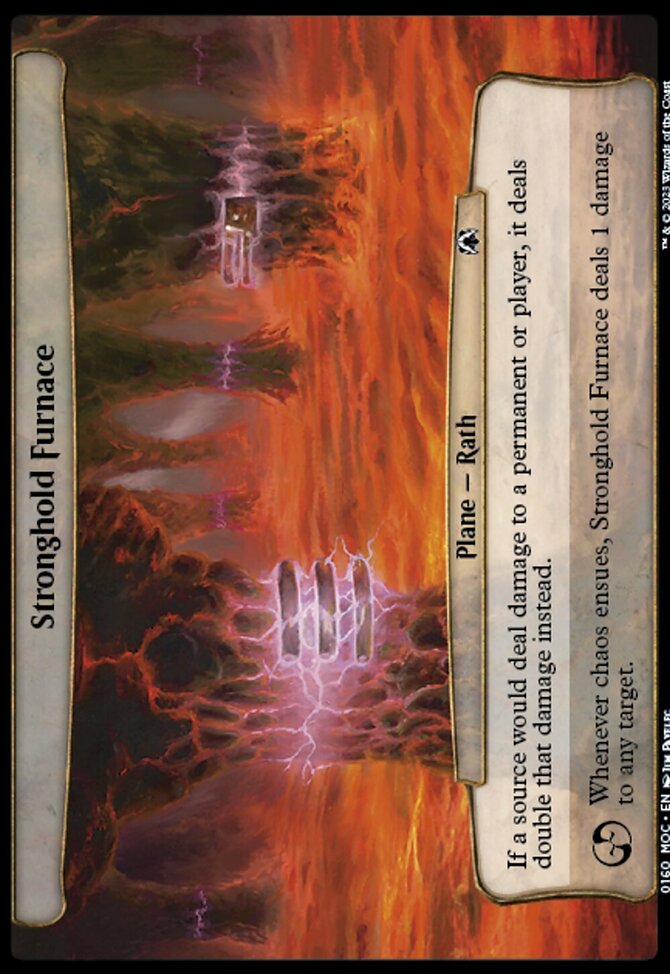 Stronghold Furnace
Plane — Rath
If a source would deal damage to a permanent or player, it deals
double that damage instead.
Whenever chaos ensues, Stronghold Furnace deals 1 damage
to any target.
0160 MOC • EN
™ & © 2023 Wizards of the Coast